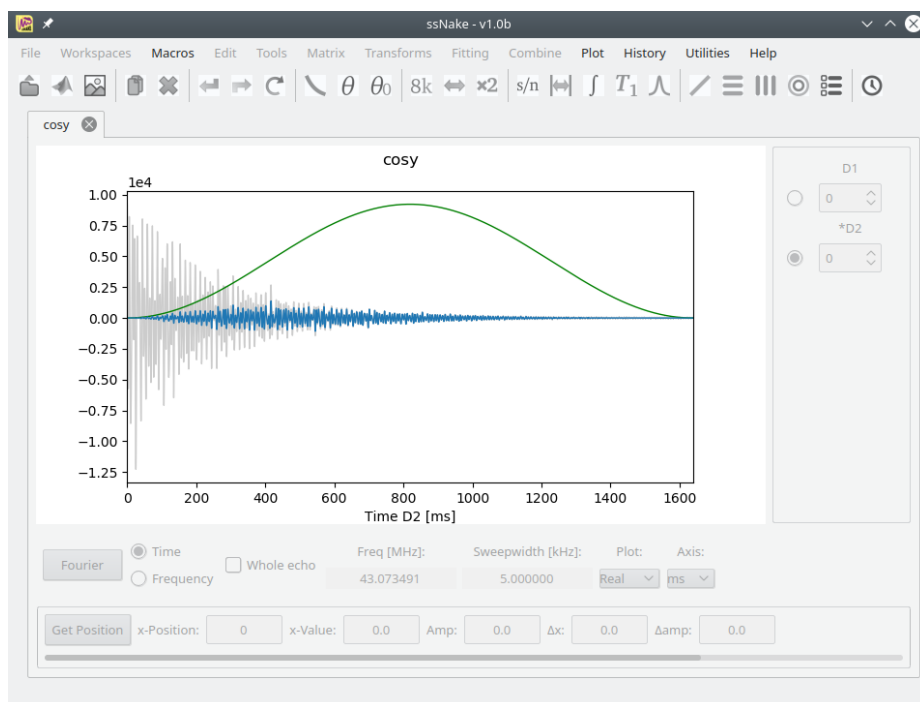 ssNake - v1.0b
File Workspaces Macros Edit Tools Matrix Transforms Fitting Combine Plot History Utilities Help
θ θ0 8k ×2 s/n ∫ T1
cosy
cosy
1e4
1.00
0.75
0.50
0.25
0.00
−0.25
−0.50
−0.75
−1.00
−1.25
0 200 400 600 800 1000 1200 1400 1600
Time D2 [ms]
D1
0
*D2
0
Fourier
Time
Frequency
Whole echo
Freq [MHz]: Sweepwidth [kHz]: Plot: Axis:
43.073491 5.000000 Real ms
Get Position x-Position: 0 x-Value: 0.0 Amp: 0.0 Δx: 0.0 Δamp: 0.0